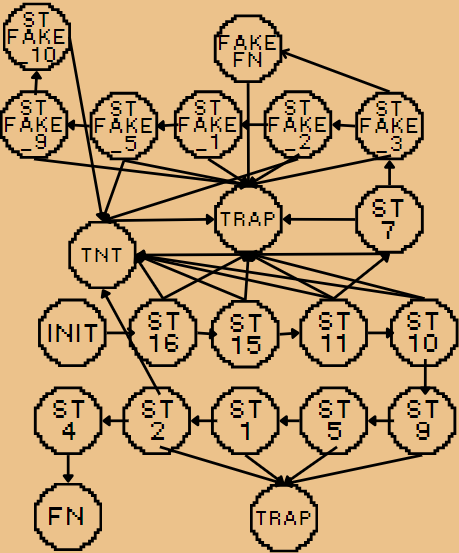 ST
FAKE
_10
FAKE
FN
ST
FAKE
_9
ST
FAKE
_5
ST
FAKE
_1
ST
FAKE
_2
ST
FAKE
_3
TRAP
ST
7
TNT
INIT
ST
16
ST
15
ST
11
ST
10
ST
4
ST
2
ST
1
ST
5
ST
9
FN
TRAP